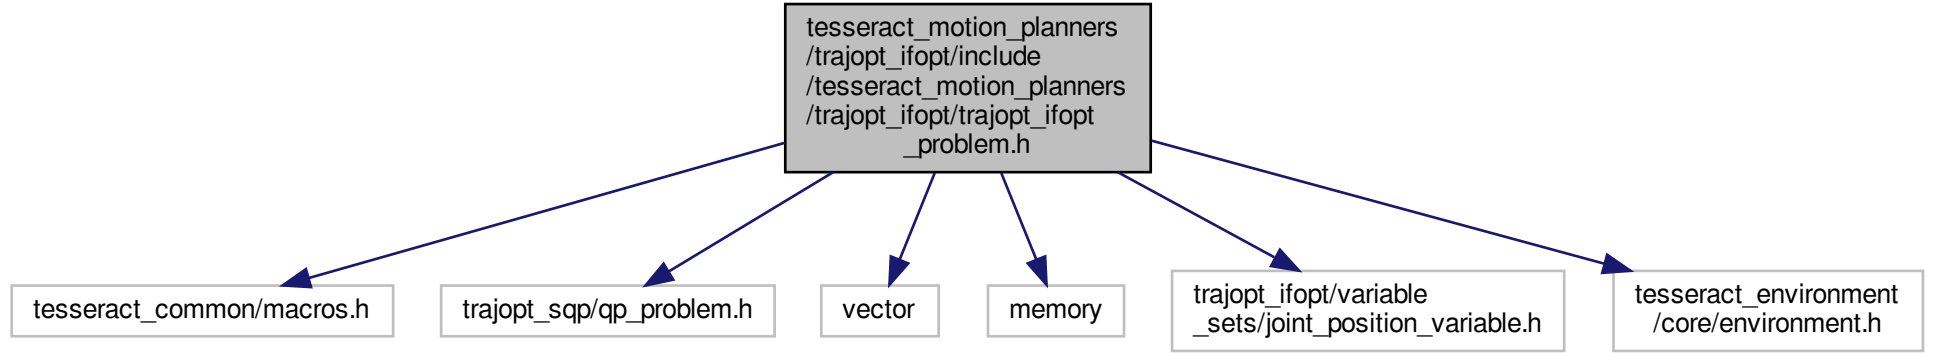 tesseract_motion_planners
/trajopt_ifopt/include
/tesseract_motion_planners
/trajopt_ifopt/trajopt_ifopt
_problem.h
tesseract_common/macros.h
trajopt_sqp/qp_problem.h
vector
memory
trajopt_ifopt/variable
_sets/joint_position_variable.h
tesseract_environment
/core/environment.h